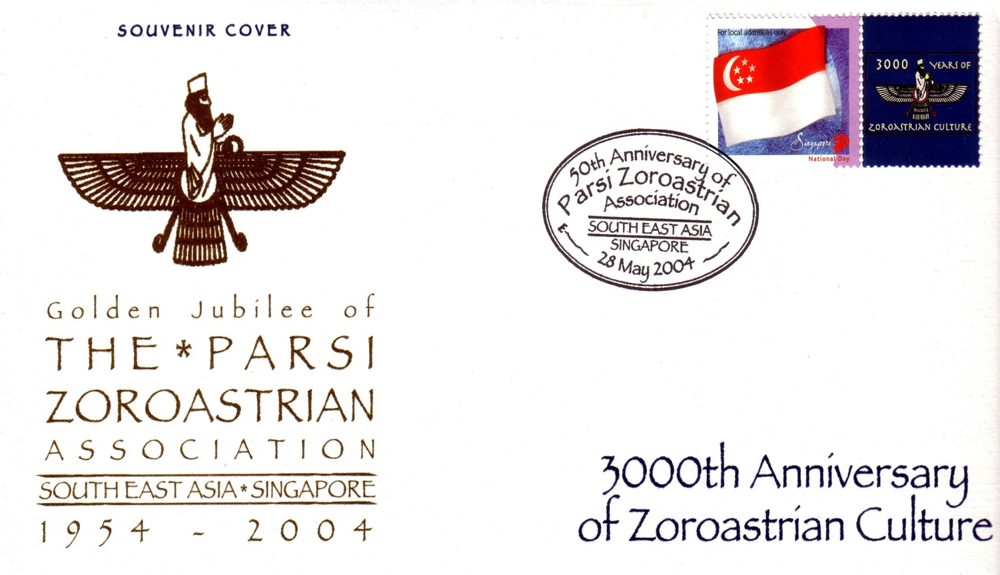 SOUVENIR COVER
Golden Jubilee of
THE * PARSI
ZOROASTRIAN
ASSOCIATION
SOUTH EAST ASIA * SINGAPORE
1954 - 2004
For local addresses only
Singapore
National Day
3000 YEARS OF
ZOROASTRIAN CULTURE
50th Anniversary of
Parsi Zoroastrian
Association
SOUTH EAST ASIA
SINGAPORE
28 May 2004
3000th Anniversary
of Zoroastrian Culture